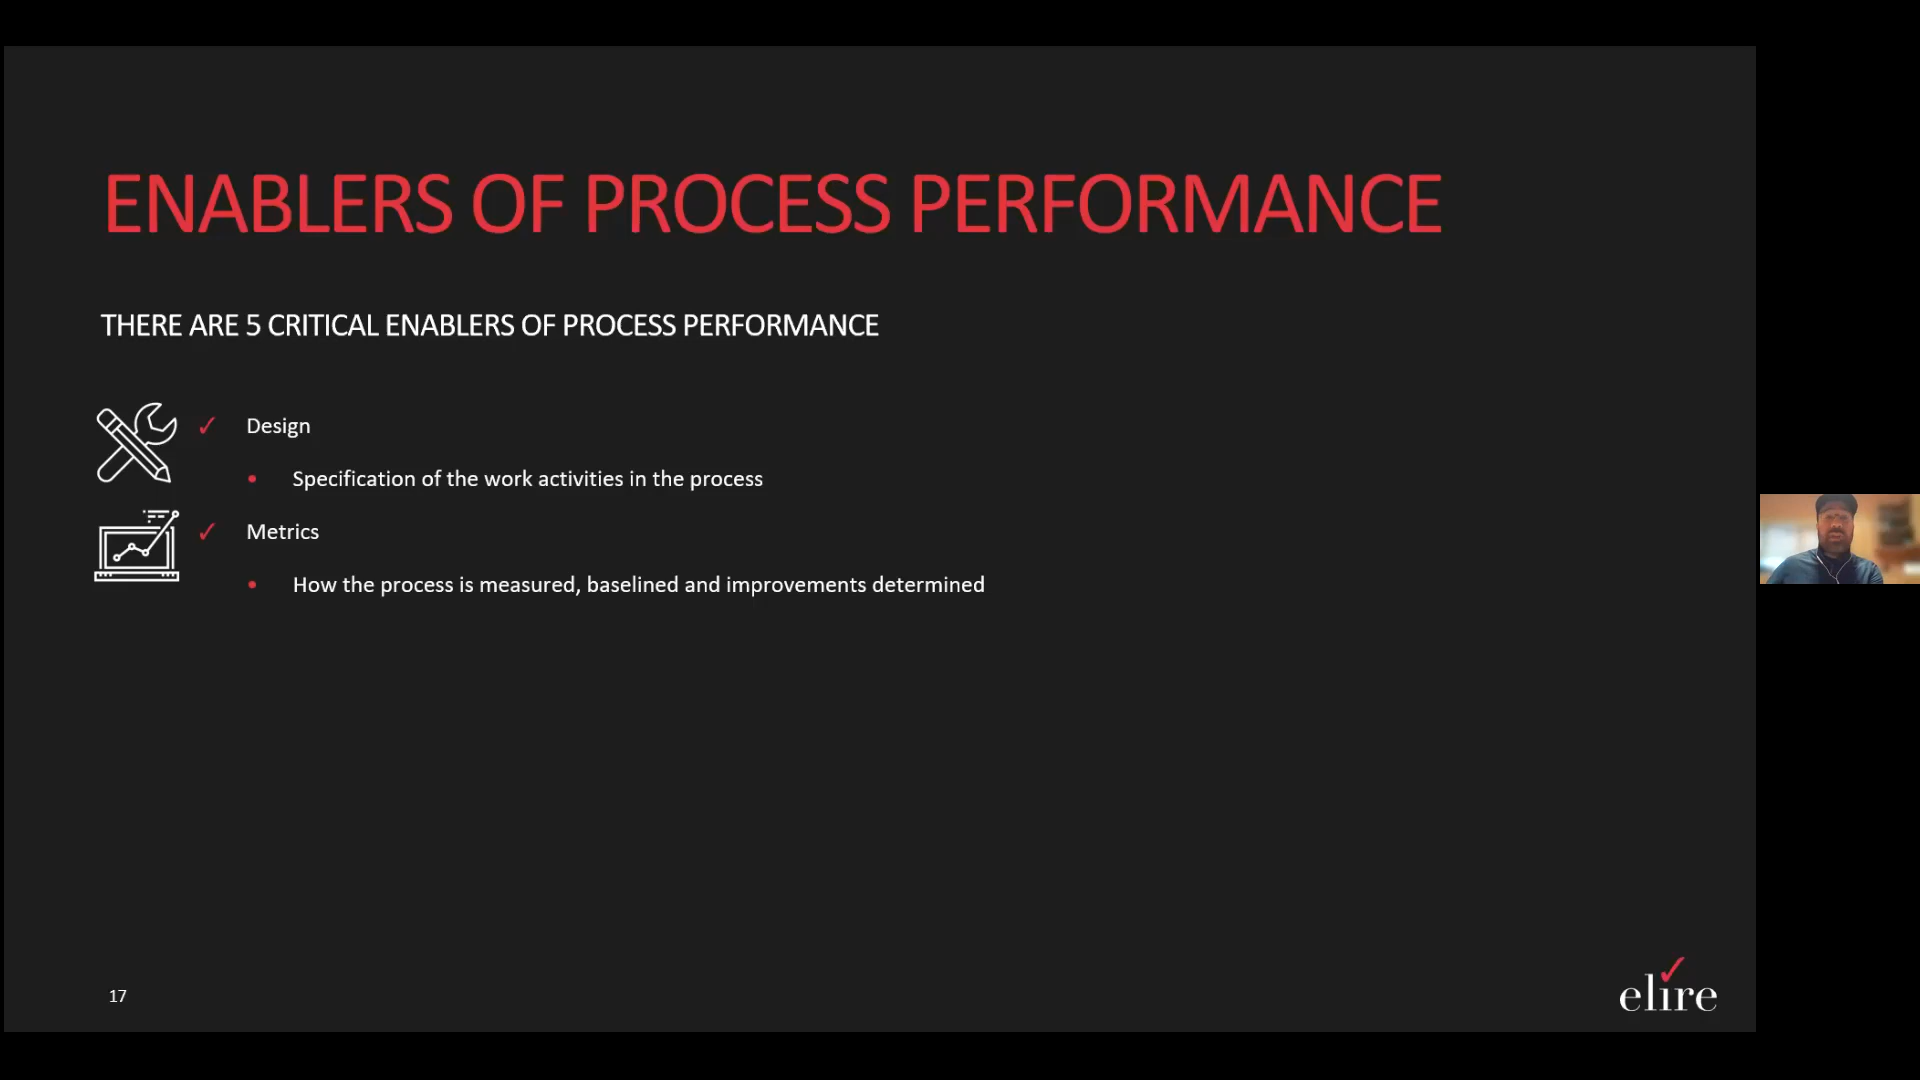 ENABLERS OF PROCESS PERFORMANCE
THERE ARE 5 CRITICAL ENABLERS OF PROCESS PERFORMANCE
✓ Design
• Specification of the work activities in the process
✓ Metrics
• How the process is measured, baselined and improvements determined
17
elire